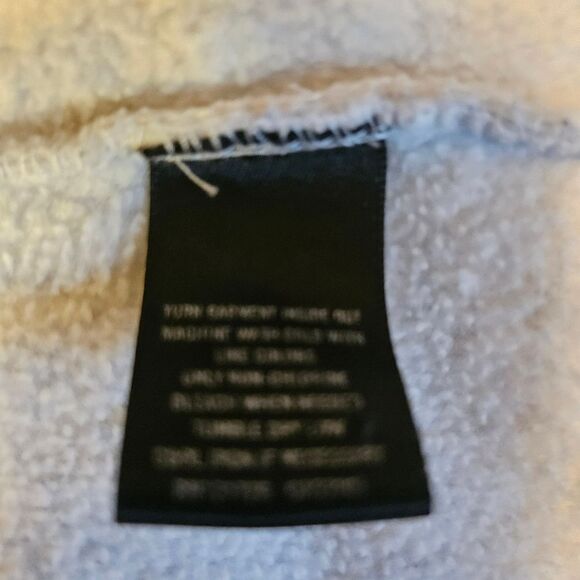 TURN GARMENT INSIDE OUT
MACHINE WASH COLD WITH
LIKE COLORS
ONLY NON-CHLORINE
BLEACH WHEN NEEDED
TUMBLE DRY LOW
IRON IF NECESSARY